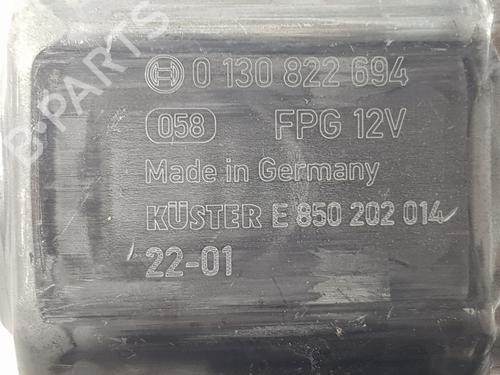 0 130 822 694
058 FPG 12V
Made in Germany
KÜSTER E 850 202 014
22-01
B-PARTS